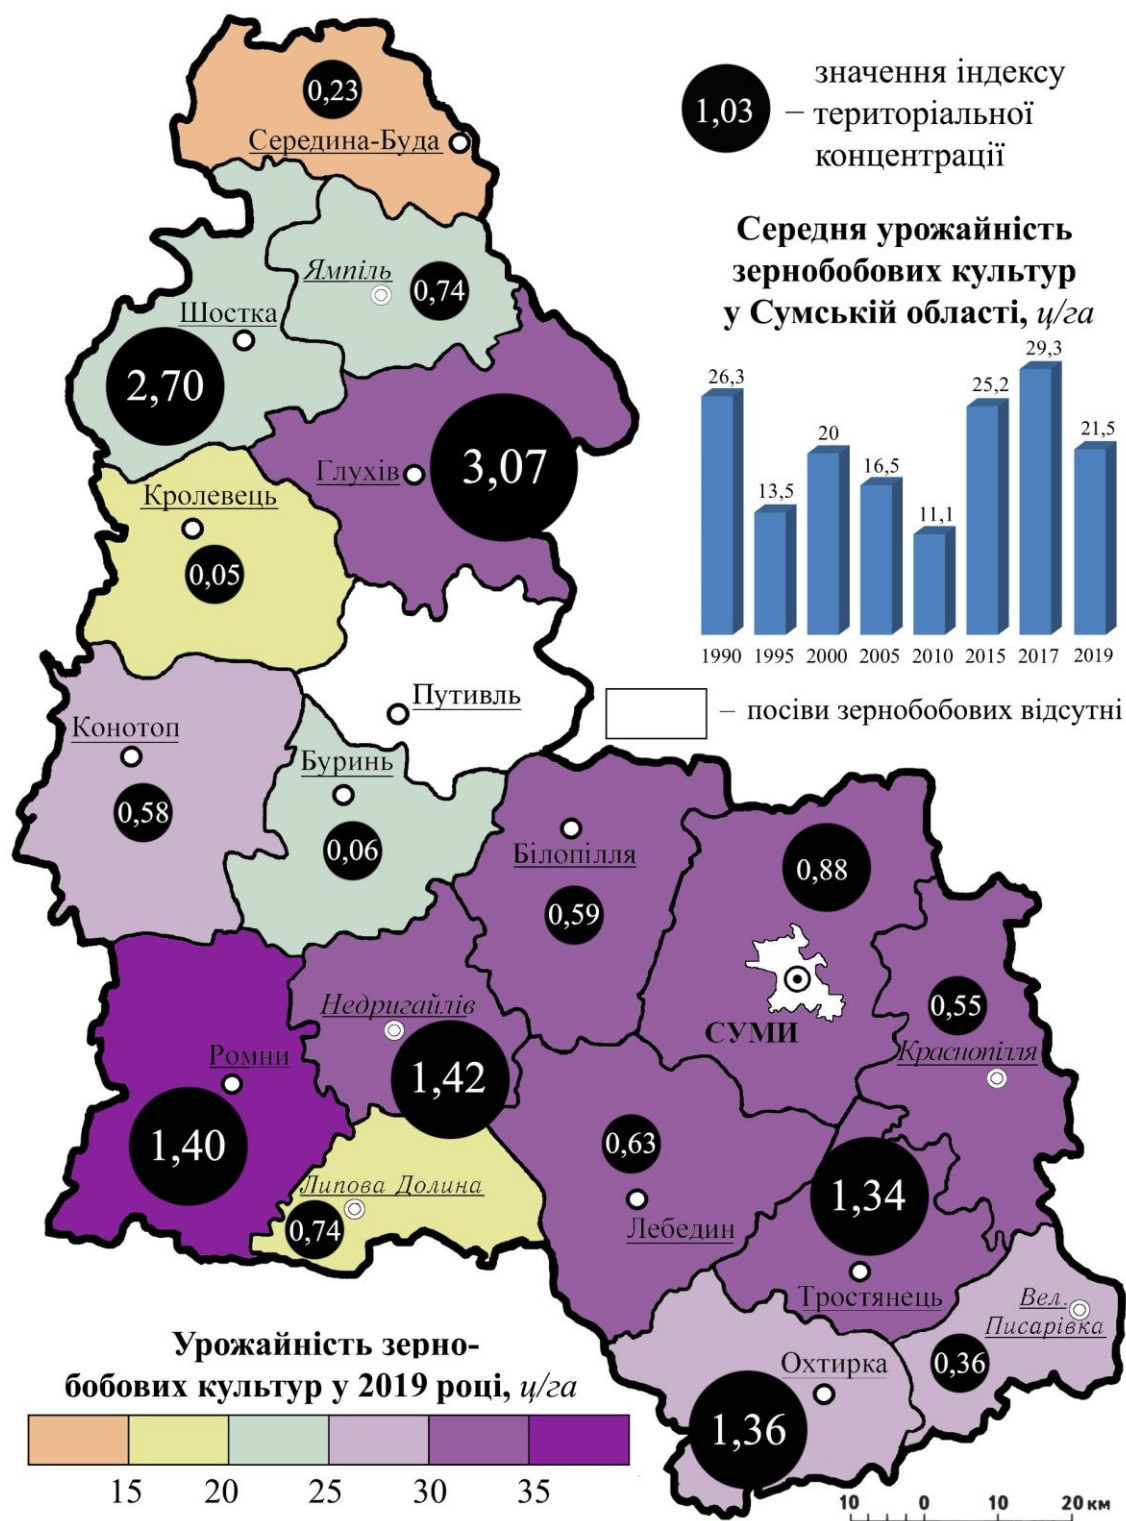 0,23
Середина-Буда
1,03
значення індексу
– територіальної
концентрації
Ямпіль
0,74
Шостка
2,70
Глухів
3,07
Кролевець
0,05
Середня урожайність
зернобобових культур
у Сумській області, ц/га
26,3
13,5
20
16,5
11,1
25,2
29,3
21,5
1990 1995 2000 2005 2010 2015 2017 2019
– посіви зернобобових відсутні
Путивль
Конотоп
0,58
Буринь
0,06
Білопілля
0,59
0,88
СУМИ
0,55
Краснопілля
Недригайлів
1,42
Ромни
1,40
Липова Долина
0,74
0,63
Лебедин
1,34
Тростянець
Вел.
Писарівка
0,36
Охтирка
1,36
Урожайність зерно-
бобових культур у 2019 році, ц/га
15 20 25 30 35
10 0 10 20 км